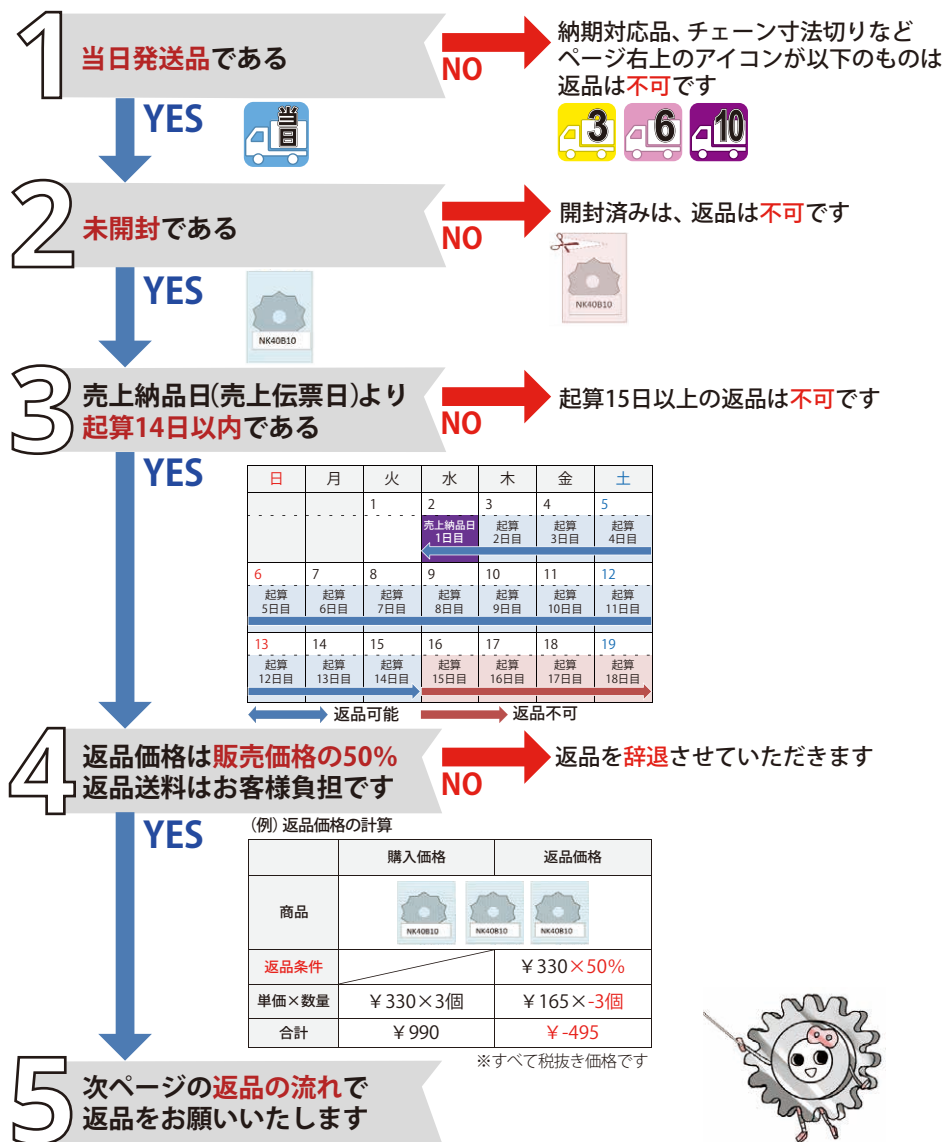 1 当日発送品である
NO
納期対応品、チェーン寸法切りなど
ページ右上のアイコンが以下のものは
返品は不可です
YES
当日
3 6 10
2 未開封である
NO
開封済みは、返品は不可です
YES
NK40B10
NK40B10
3 売上納品日(売上伝票日)より
起算14日以内である
NO
起算15日以上の返品は不可です
YES
日 月 火 水 木 金 土
1 2 3 4 5
売上納品日 起算 起算 起算
1日目 2日目 3日目 4日目
6 7 8 9 10 11 12
起算 起算 起算 起算 起算 起算 起算
5日目 6日目 7日目 8日目 9日目 10日目 11日目
13 14 15 16 17 18 19
起算 起算 起算 起算 起算 起算 起算
12日目 13日目 14日目 15日目 16日目 17日目 18日目
返品可能 返品不可
4 返品価格は販売価格の50%
返品送料はお客様負担です
NO
返品を辞退させていただきます
YES
(例) 返品価格の計算
購入価格 返品価格
商品
NK40B10 NK40B10 NK40B10
返品条件 ¥330×50%
単価×数量 ¥330×3個 ¥165×-3個
合計 ¥990 ¥-495
※すべて税抜き価格です
5 次ページの返品の流れで
返品をお願いいたします